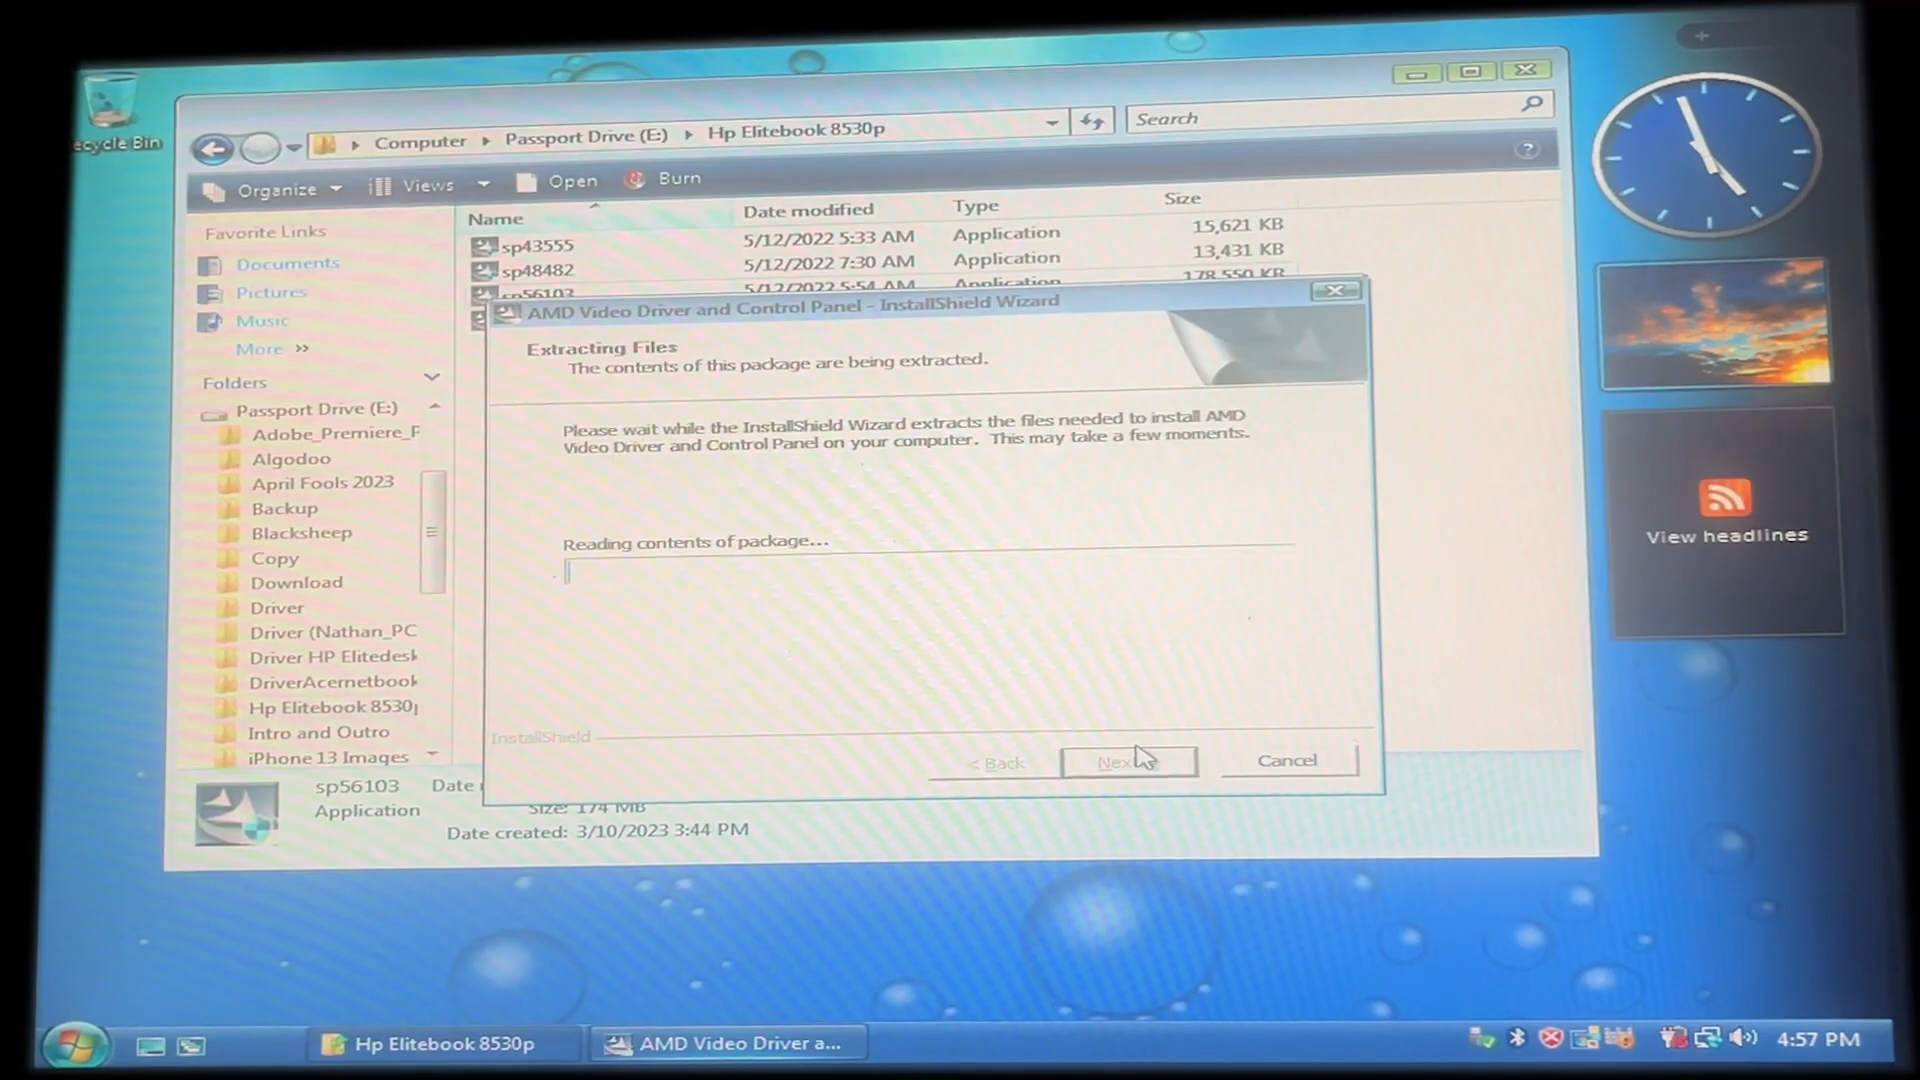 ecycle Bin
Computer
Passport Drive (E:)
Hp Elitebook 8530p
Search
Organize
Views
Open
Burn
Favorite Links
Documents
Pictures
Music
More >>
Folders
Passport Drive (E:)
Adobe_Premiere_F
Algodoo
April Fools 2023
Backup
Blacksheep
Copy
Download
Driver
Driver (Nathan_PC
Driver HP Elitedesk
DriverAcernetbook
Hp Elitebook 8530p
Intro and Outro
iPhone 13 Images
Name Date modified Type Size
sp43555 5/12/2022 5:33 AM Application 15,621 KB
sp48482 5/12/2022 7:30 AM Application 13,431 KB
sp56103 5/12/2022 5:54 AM Application 178,550 KB
AMD Video Driver and Control Panel - InstallShield Wizard
Extracting Files
The contents of this package are being extracted.
Please wait while the InstallShield Wizard extracts the files needed to install AMD
Video Driver and Control Panel on your computer. This may take a few moments.
Reading contents of package...
InstallShield
< Back
Nex
Cancel
sp56103 Date
Application
Size: 174 MB
Date created: 3/10/2023 3:44 PM
View headlines
Hp Elitebook 8530p
AMD Video Driver a...
4:57 PM